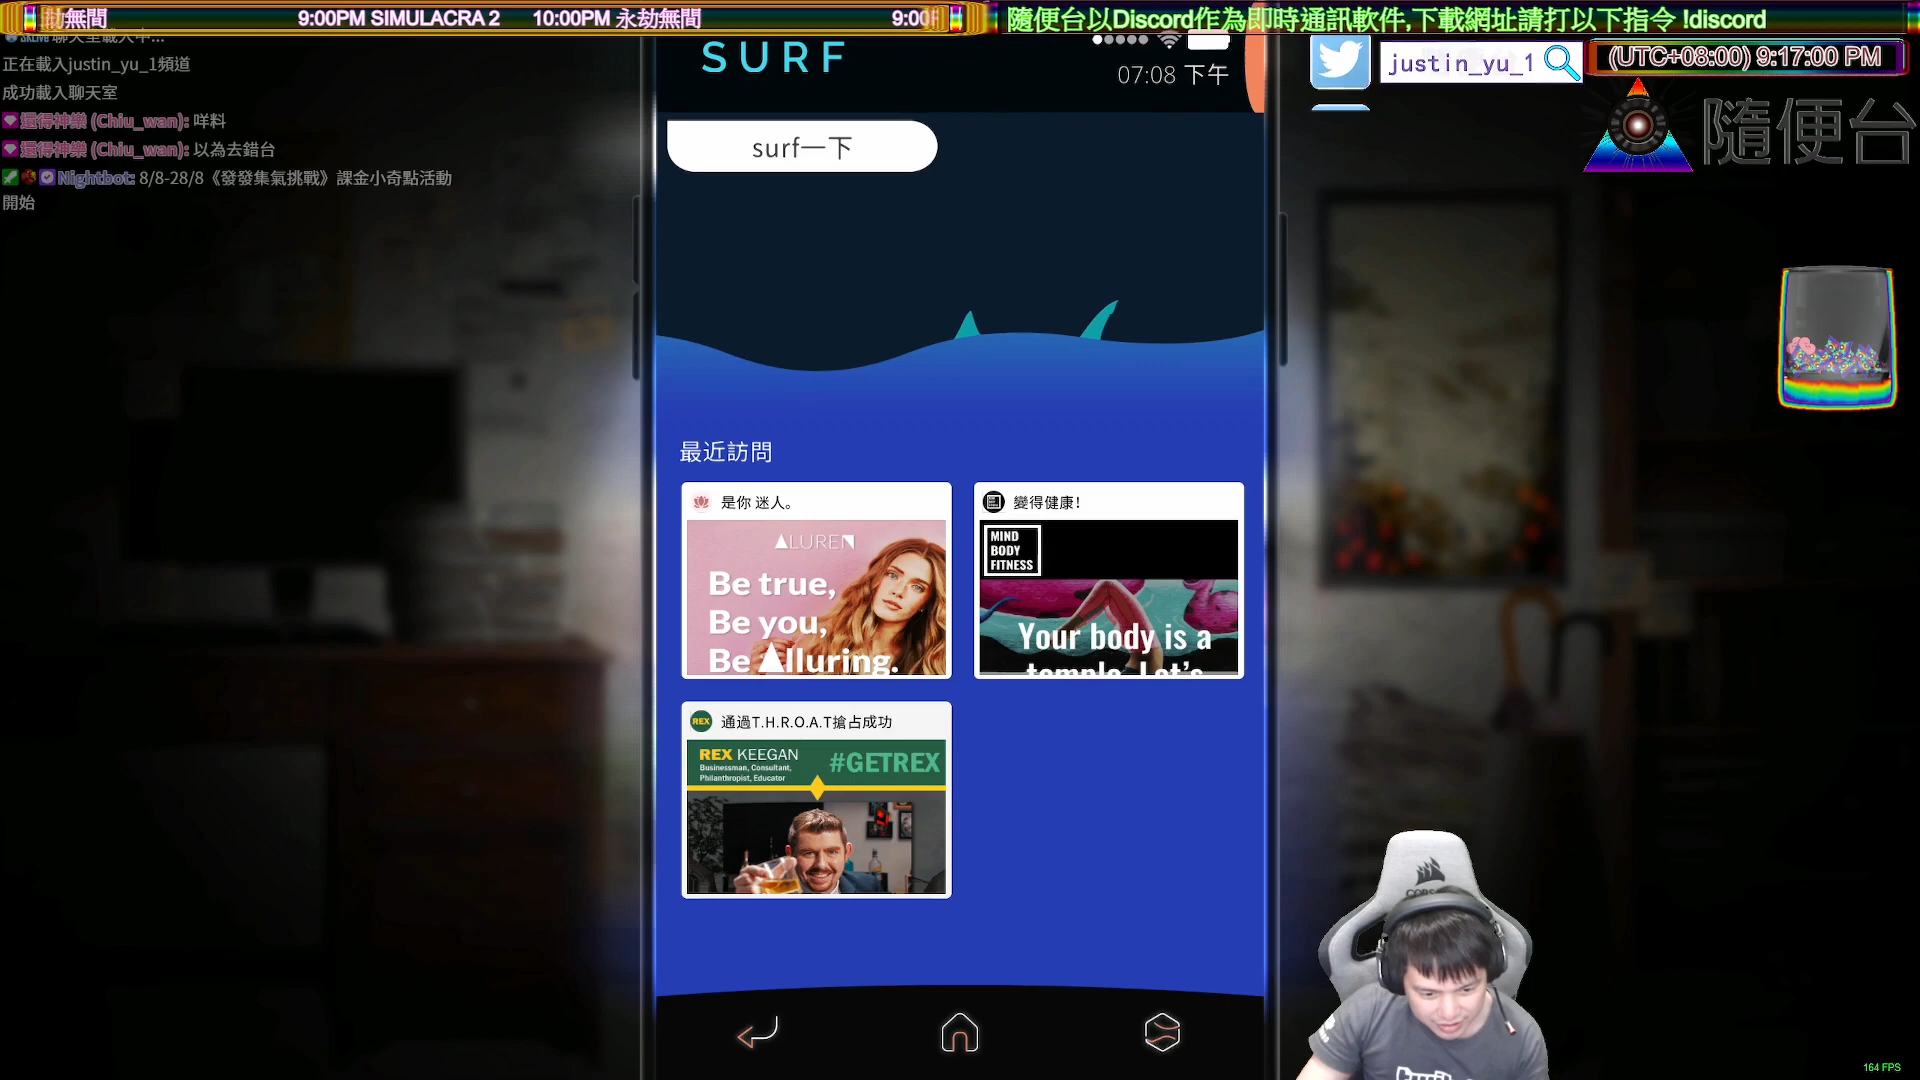 劫無間 9:00PM SIMULACRA 2 10:00PM 永劫無間 9:00
隨便台以Discord作為即時通訊軟件,下載網址請打以下指令 !discord
正在載入justin_yu_1頻道
成功載入聊天室
還得神樂 (Chiu_wan): 咩料
還得神樂 (Chiu_wan): 以為去錯台
Nightbot: 8/8-28/8《發發集氣挑戰》課金小奇點活動
開始
SURF
07:08 下午
justin_yu_1
(UTC+08:00) 9:17:00 PM
隨便台
surf一下
最近訪問
是你 迷人。
ALUREN
Be true,
Be you,
Be Alluring.
變得健康!
MIND
BODY
FITNESS
Your body is a
temple. Let's
REX
通過T.H.R.O.A.T搶占成功
REX KEEGAN
Businessman, Consultant,
Philanthropist, Educator
#GETREX
164 FPS